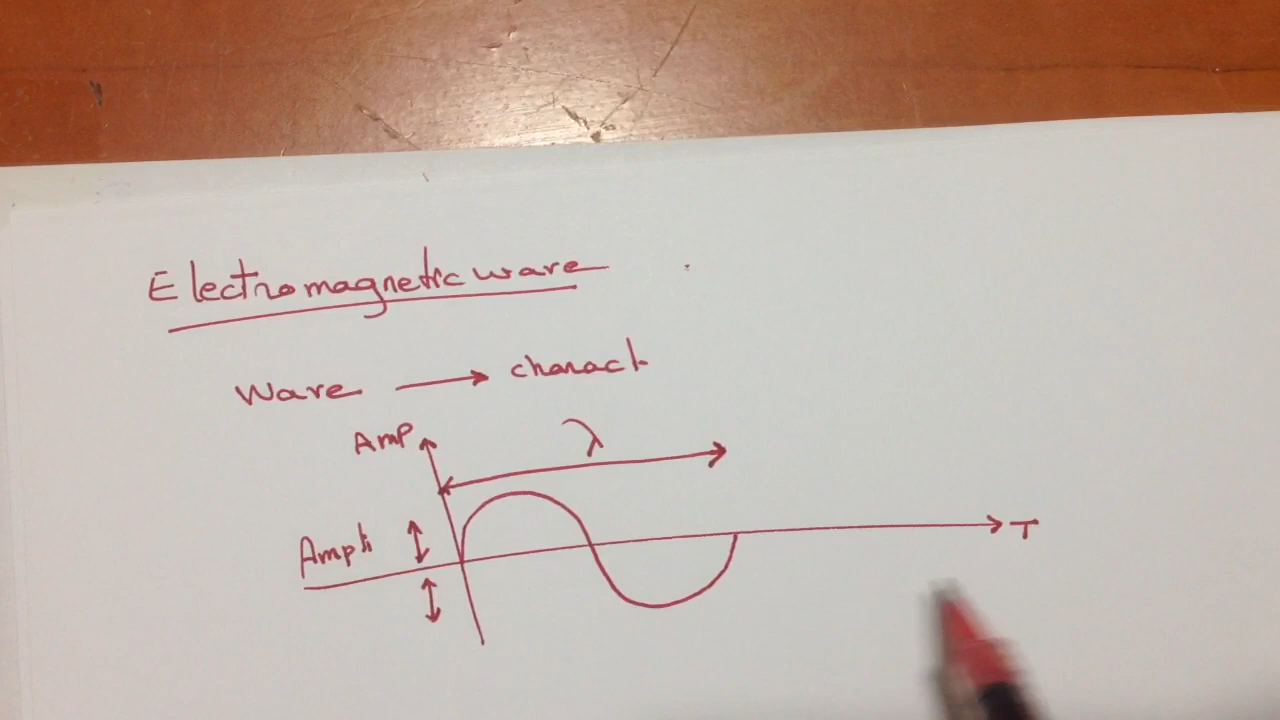 Electromagnetic wave
Wave → charact
Amp
λ
Ampli
T